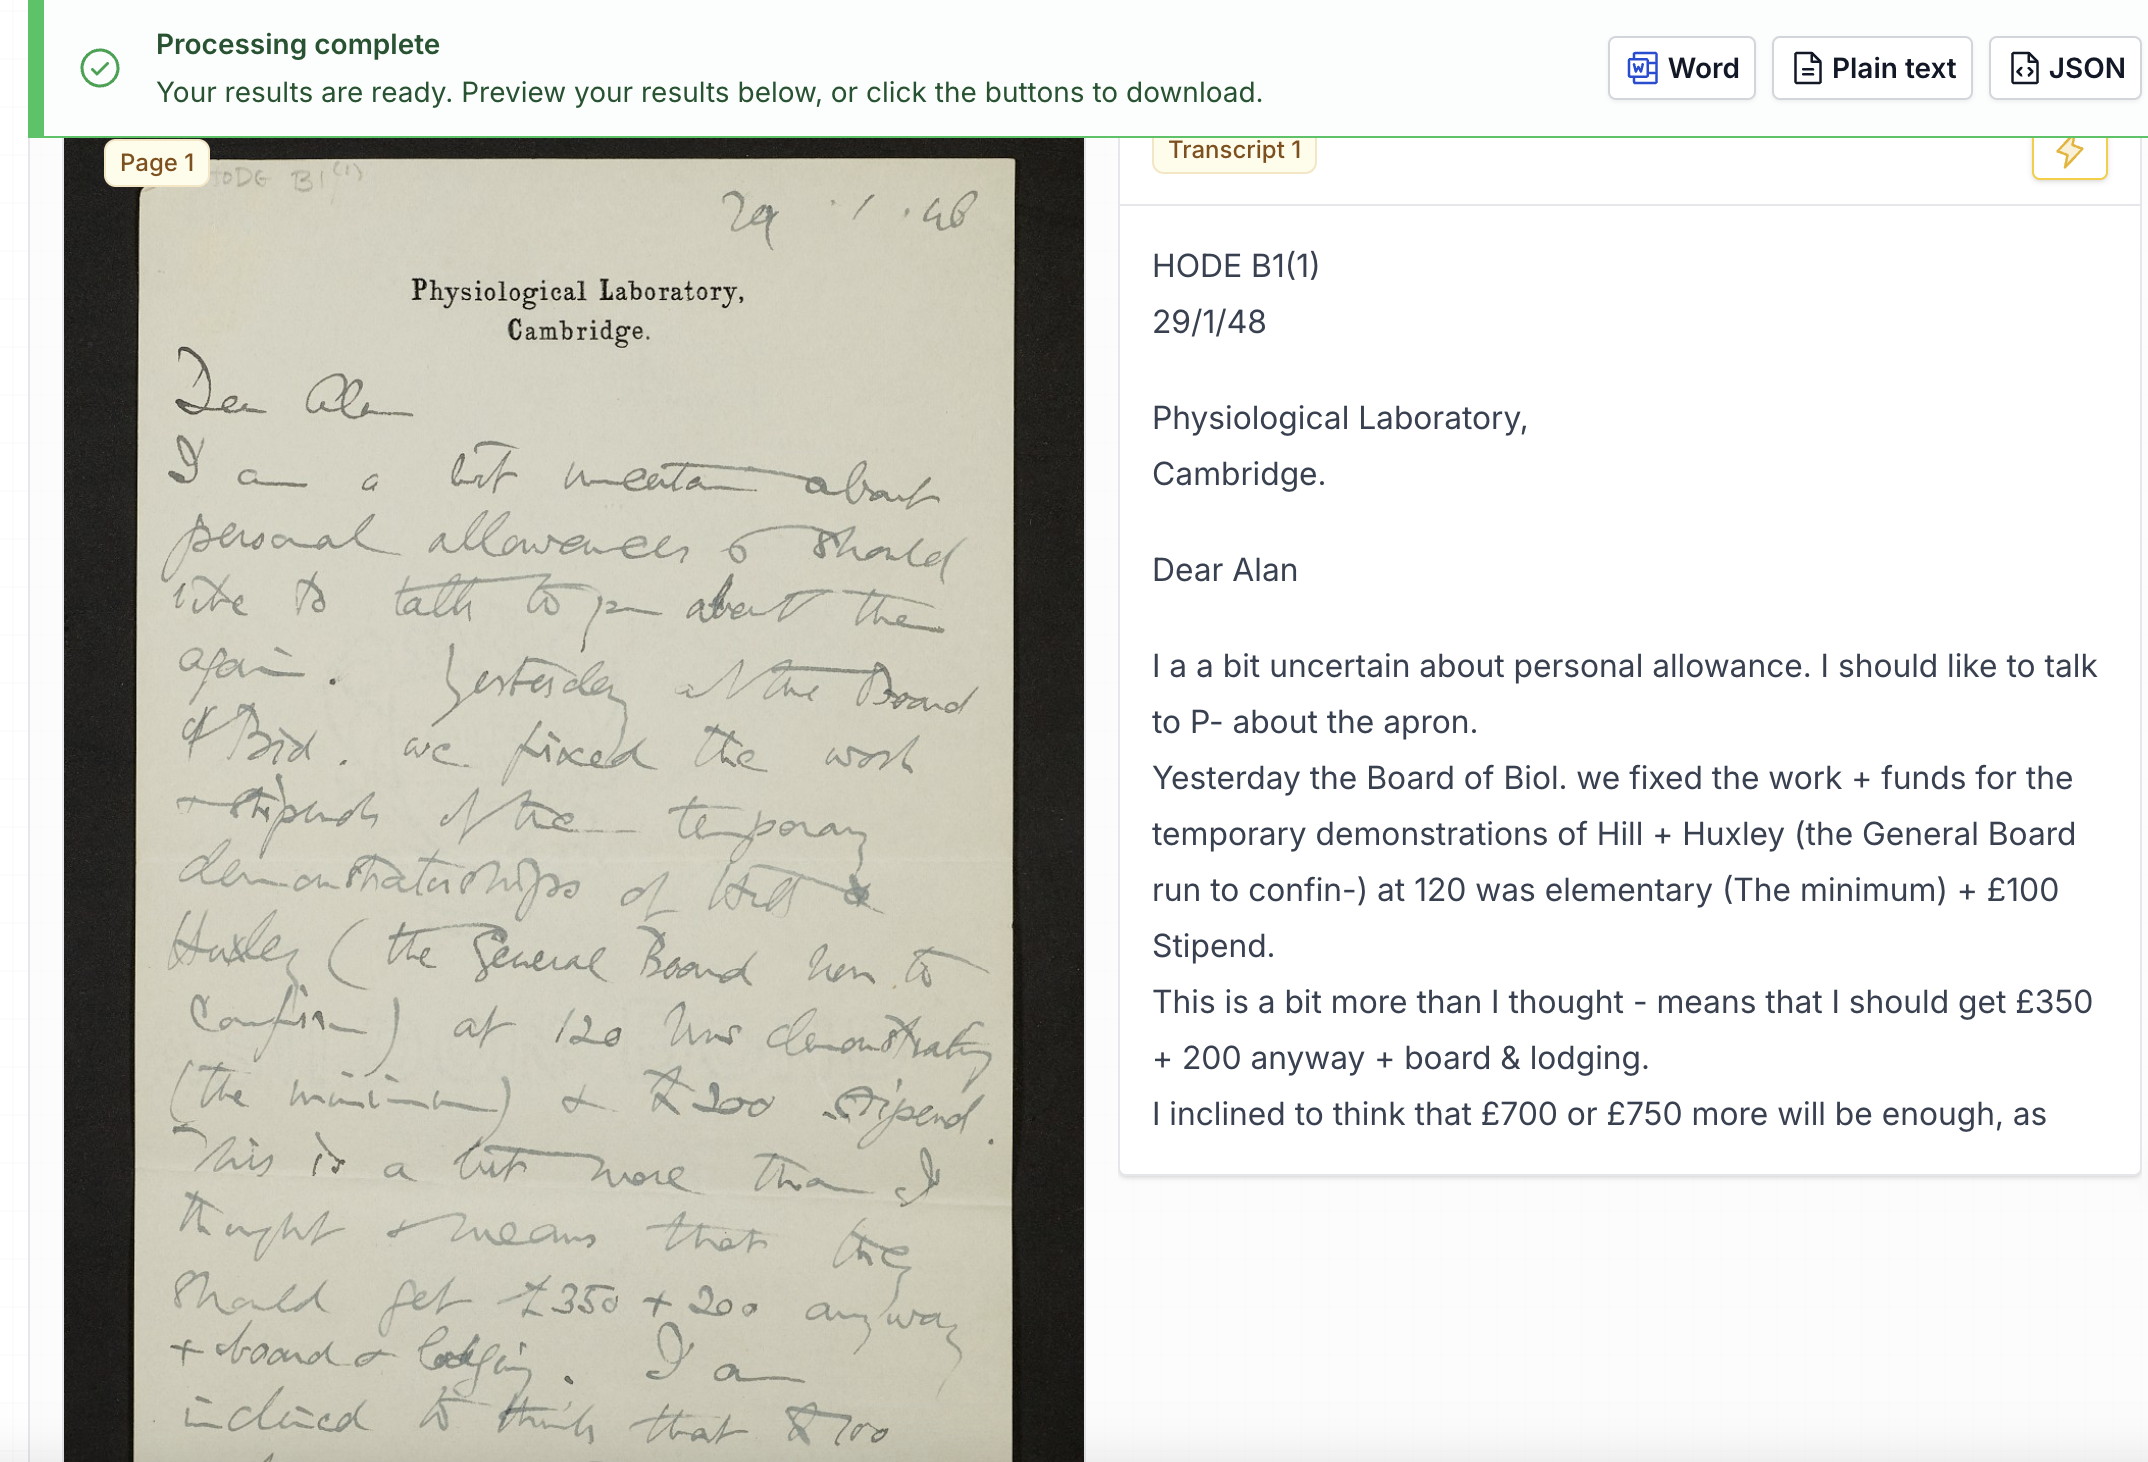 Processing complete
Your results are ready. Preview your results below, or click the buttons to download.
Word
Plain text
JSON
Page 1
HODG B1(1)
29.1.48
Physiological Laboratory,
Cambridge.
Dear Alan
I am a bit uncertain about
personal allowances & should
like to talk to you about them
again. Yesterday at the Board
of Biol. we fixed the work
+ stipends of the temporary
demonstratorships of Hill &
Huxley (the General Board have to
confirm) at 120 hrs demonstrating
(the minimum) & £200 stipend.
This is a bit more than I
thought & means that they
should get £350 + 200 anyway
+ board & lodging. I am
inclined to think that £700
Transcript 1
HODE B1(1)
29/1/48
Physiological Laboratory,
Cambridge.
Dear Alan
I a a bit uncertain about personal allowance. I should like to talk
to P- about the apron.
Yesterday the Board of Biol. we fixed the work + funds for the
temporary demonstrations of Hill + Huxley (the General Board
run to confin-) at 120 was elementary (The minimum) + £100
Stipend.
This is a bit more than I thought - means that I should get £350
+ 200 anyway + board & lodging.
I inclined to think that £700 or £750 more will be enough, as